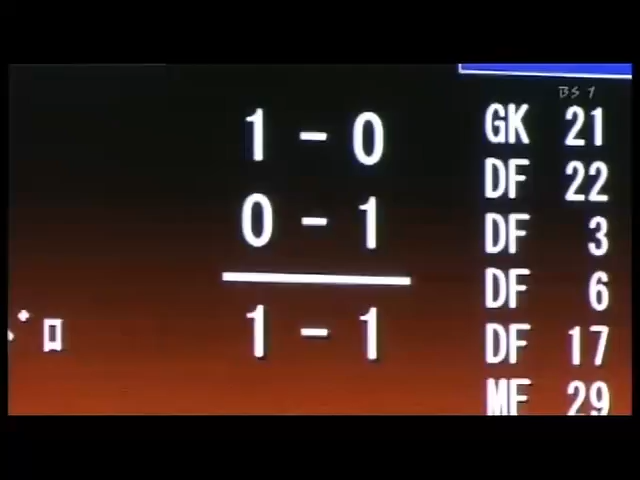 BS 1
1 - 0
GK 21
DF 22
0 - 1
DF 3
DF 6
ロ
1 - 1
DF 17
MF 29